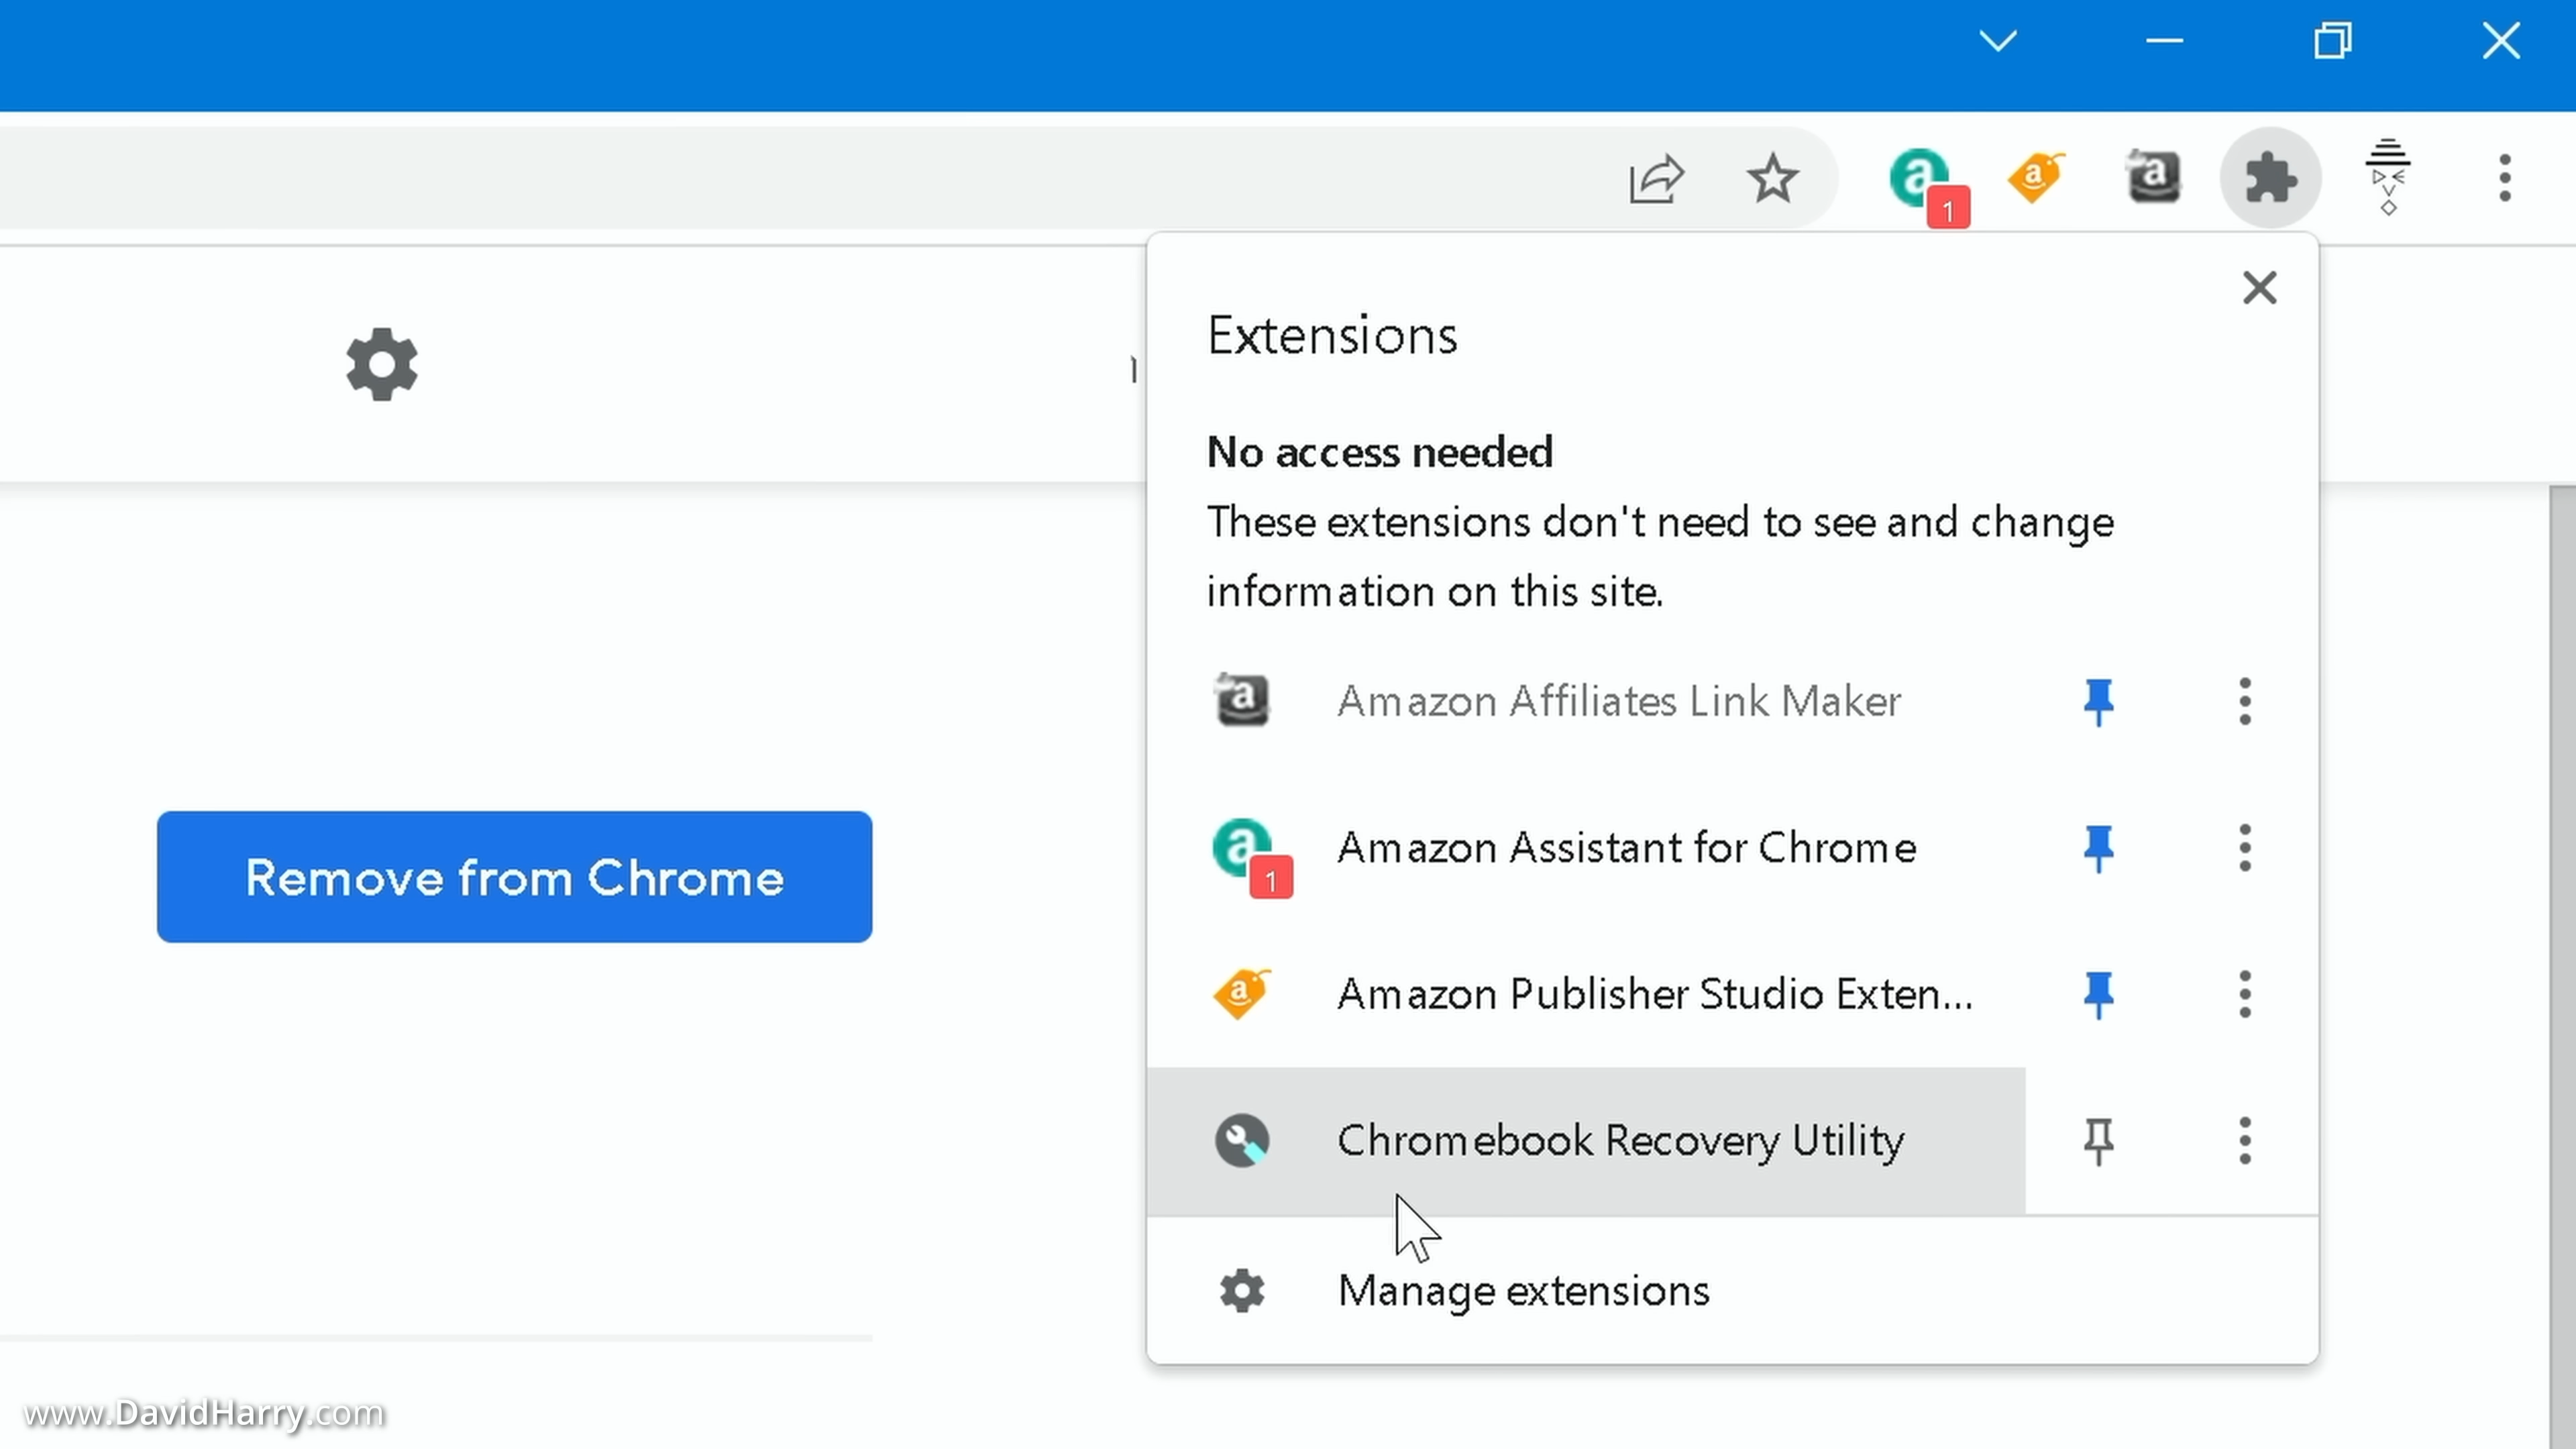 1
Extensions
No access needed
These extensions don't need to see and change
information on this site.
Amazon Affiliates Link Maker
Amazon Assistant for Chrome
1
Amazon Publisher Studio Exten...
Remove from Chrome
Chromebook Recovery Utility
Manage extensions
www.DavidHarry.com